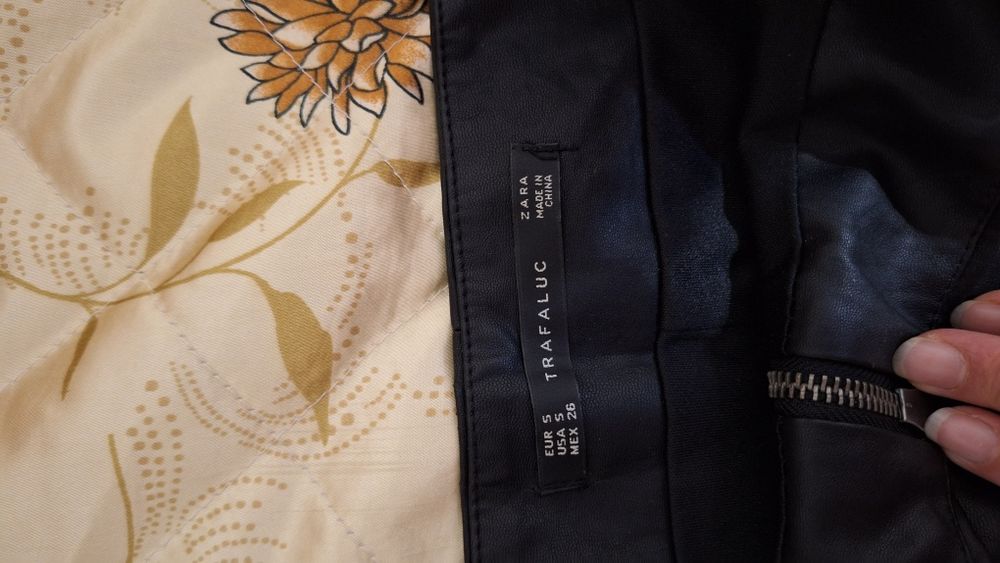 EUR S
USA S
MEX 26
TRAFALUC
ZARA
MADE IN
CHINA